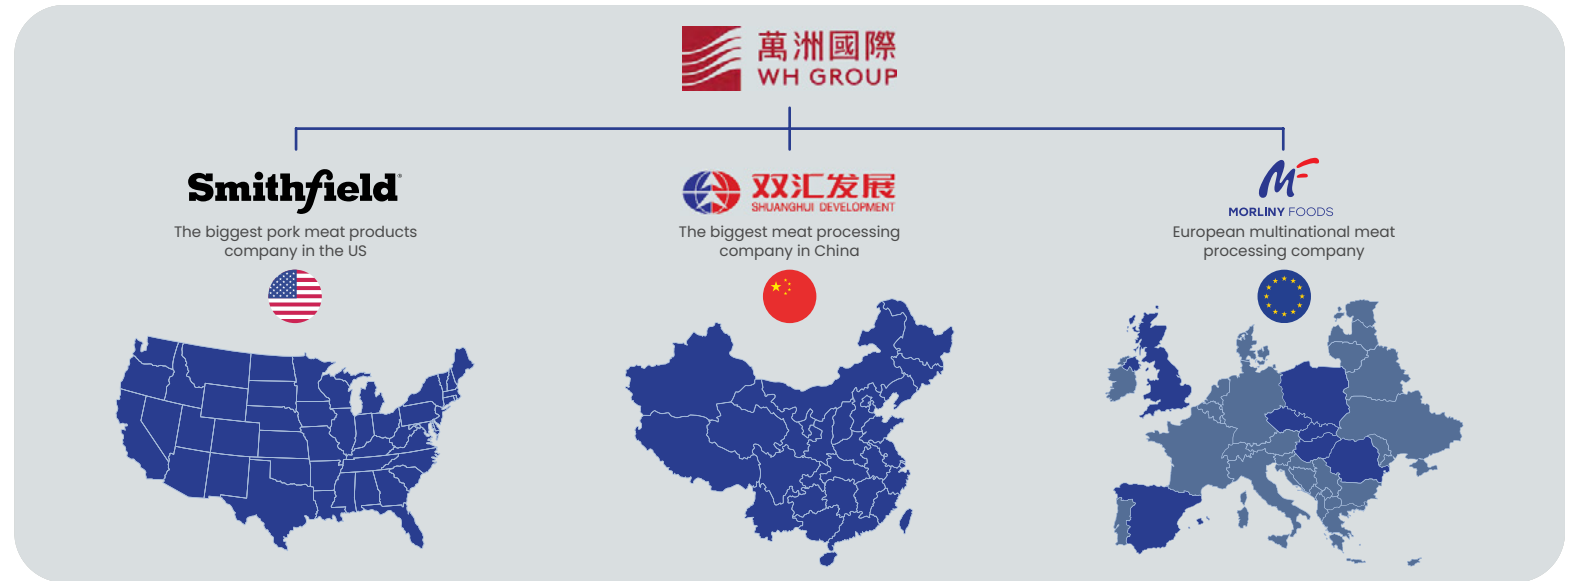 萬洲國際
WH GROUP
Smithfield®
The biggest pork meat products
company in the US
双汇发展
SHUANGHUI DEVELOPMENT
The biggest meat processing
company in China
MF
MORLINY FOODS
European multinational meat
processing company